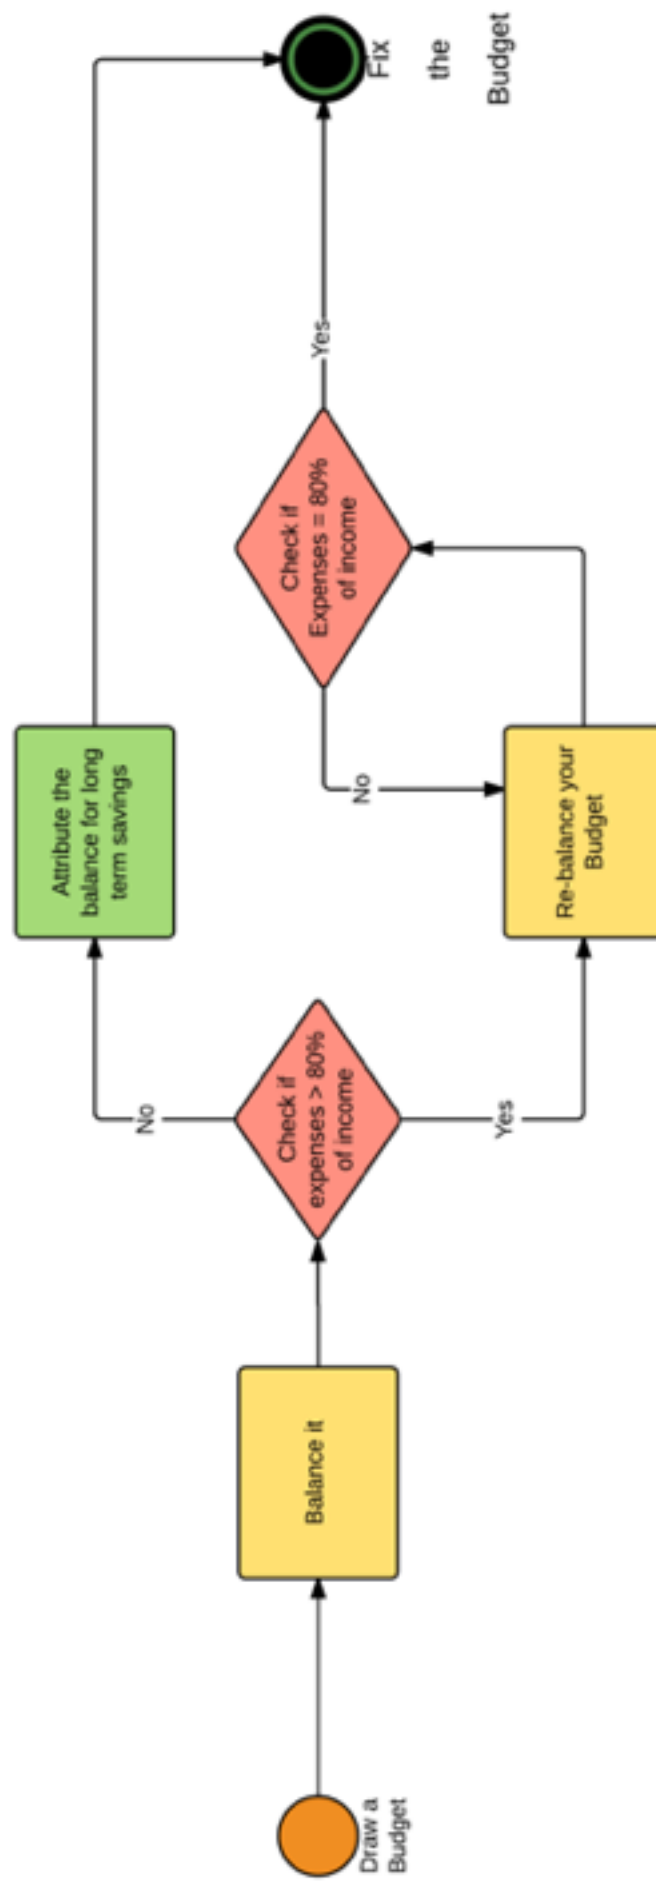 Draw a
Budget
Balance it
Check if
expenses > 80%
of income
No
Yes
Attribute the
balance for long
term savings
Re-balance your
Budget
No
Check if
Expenses = 80%
of income
Yes
Fix
the
Budget